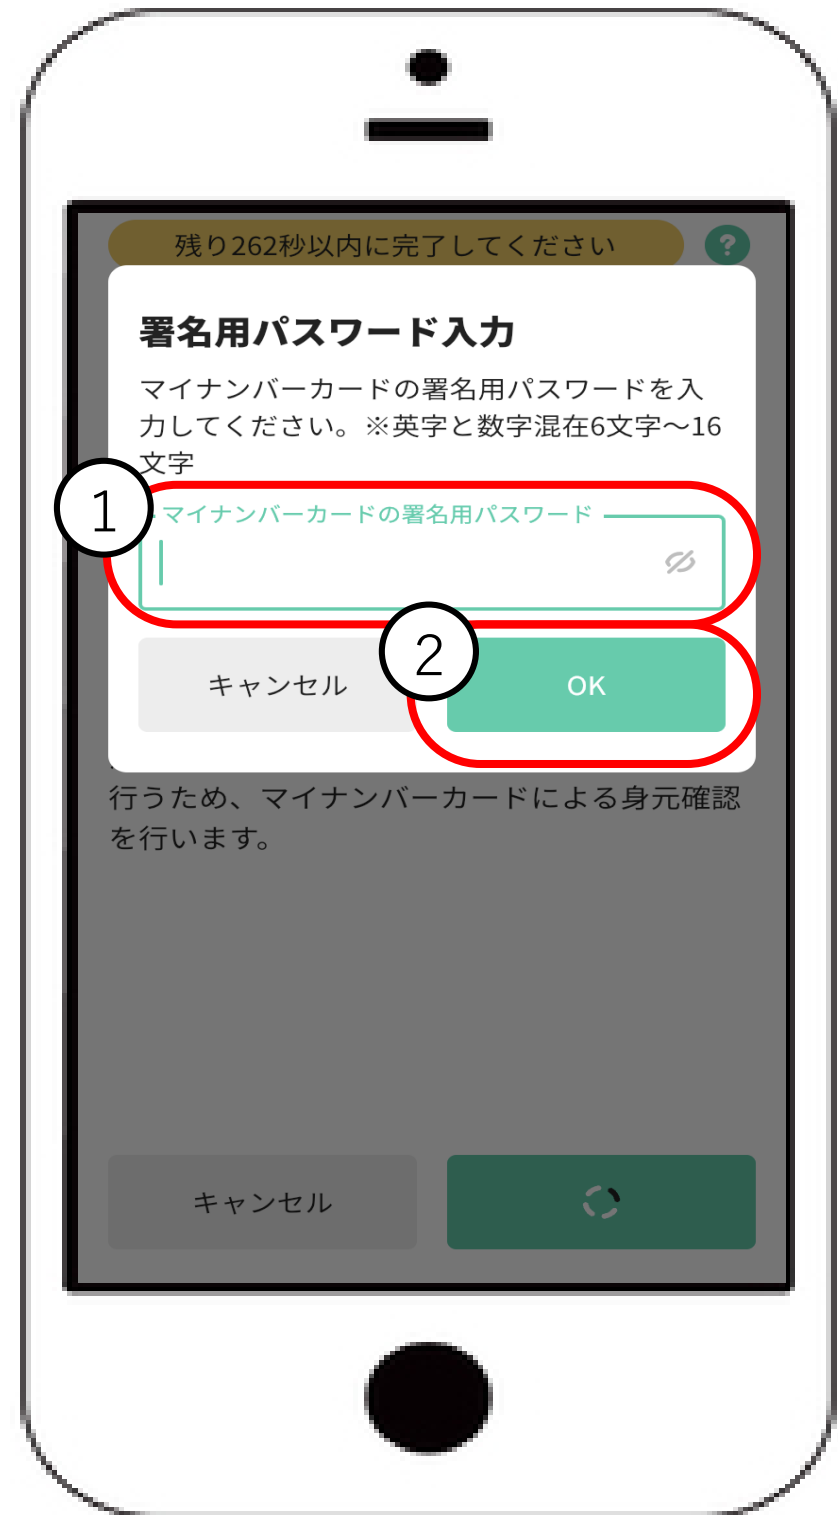 残り262秒以内に完了してください
?
署名用パスワード入力
マイナンバーカードの署名用パスワードを入
力してください。※英字と数字混在6文字～16
文字
1
マイナンバーカードの署名用パスワード
2
キャンセル
OK
行うため、マイナンバーカードによる身元確認
を行います。
キャンセル